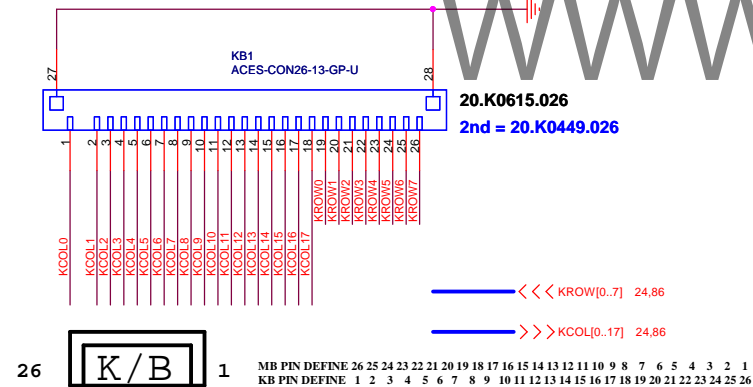 WWW
KB1
ACES-CON26-13-GP-U
27
28
20.K0615.026
2nd = 20.K0449.026
1 2 3 4 5 6 7 8 9 10 11 12 13 14 15 16 17 18 19 20 21 22 23 24 25 26
KCOL0 KCOL1 KCOL2 KCOL3 KCOL4 KCOL5 KCOL6 KCOL7 KCOL8 KCOL9 KCOL10 KCOL11 KCOL12 KCOL13 KCOL14 KCOL15 KCOL16 KCOL17 KROW0 KROW1 KROW2 KROW3 KROW4 KROW5 KROW6 KROW7
KROW[0..7] 24,86
KCOL[0..17] 24,86
26 K/B 1
MB PIN DEFINE 26 25 24 23 22 21 20 19 18 17 16 15 14 13 12 11 10 9 8 7 6 5 4 3 2 1
KB PIN DEFINE 1 2 3 4 5 6 7 8 9 10 11 12 13 14 15 16 17 18 19 20 21 22 23 24 25 26